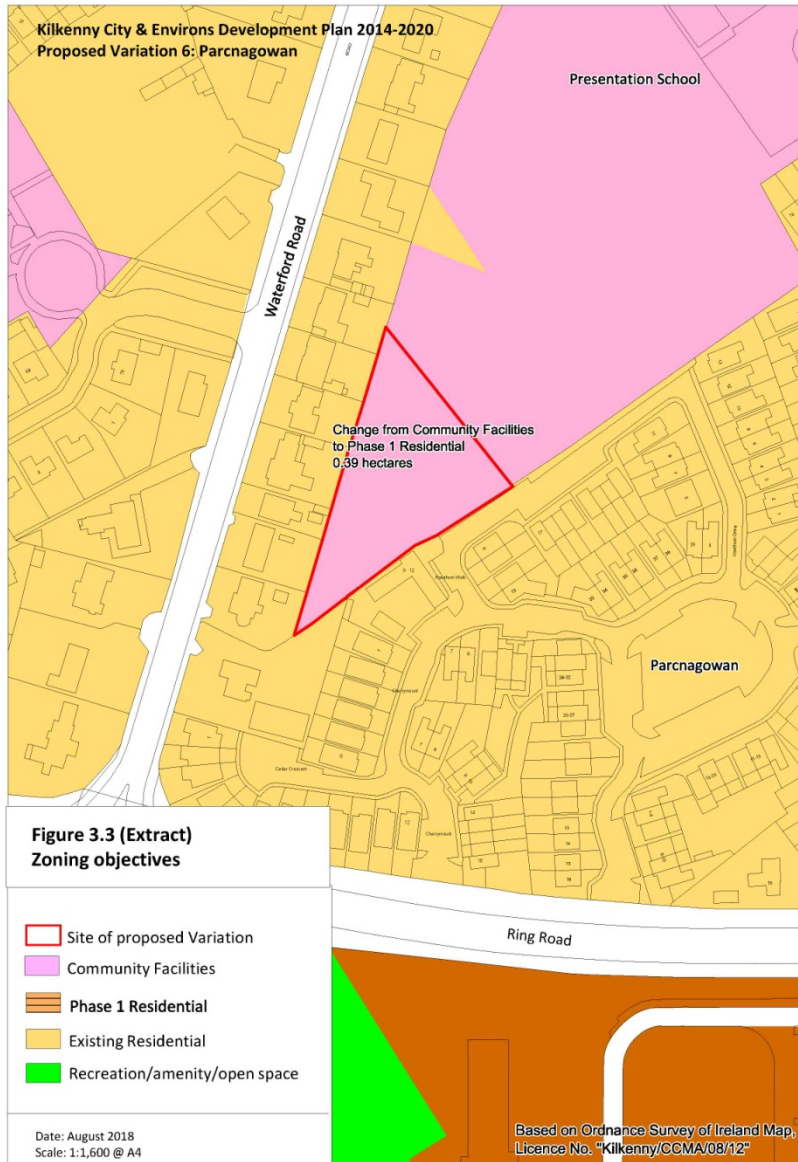 Kilkenny City & Environs Development Plan 2014-2020
Proposed Variation 6: Parcnagowan
Presentation School
Waterford Road
Change from Community Facilities
to Phase 1 Residential
0.39 hectares
Parcnagowan
Cedar Crescent
Cherrymount
Ring Road
Figure 3.3 (Extract)
Zoning objectives
Site of proposed Variation
Community Facilities
Phase 1 Residential
Existing Residential
Recreation/amenity/open space
Date: August 2018
Scale: 1:1,600 @ A4
Based on Ordnance Survey of Ireland Map,
Licence No. "Kilkenny/CCMA/08/12"